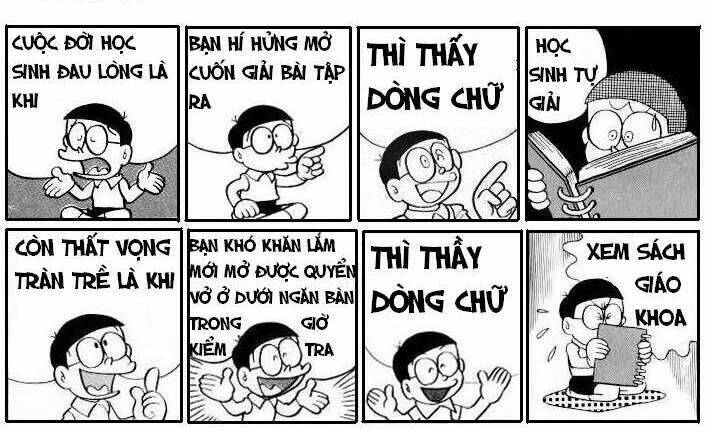 CUỘC ĐỜI HỌC
SINH ĐAU LÒNG LÀ
KHI
BẠN HÍ HỬNG MỞ
CUỐN GIẢI BÀI TẬP
RA
THÌ THẤY
DÒNG CHỮ
HỌC
SINH TỰ
GIẢI
CÒN THẤT VỌNG
TRÀN TRỀ LÀ KHI
BẠN KHÓ KHĂN LẮM
MỚI MỞ ĐƯỢC QUYỂN
VỞ Ở DƯỚI NGĂN BÀN
TRONG GIỜ
KIỂM TRA
THÌ THẦY
DÒNG CHỮ
XEM SÁCH
GIÁO
KHOA